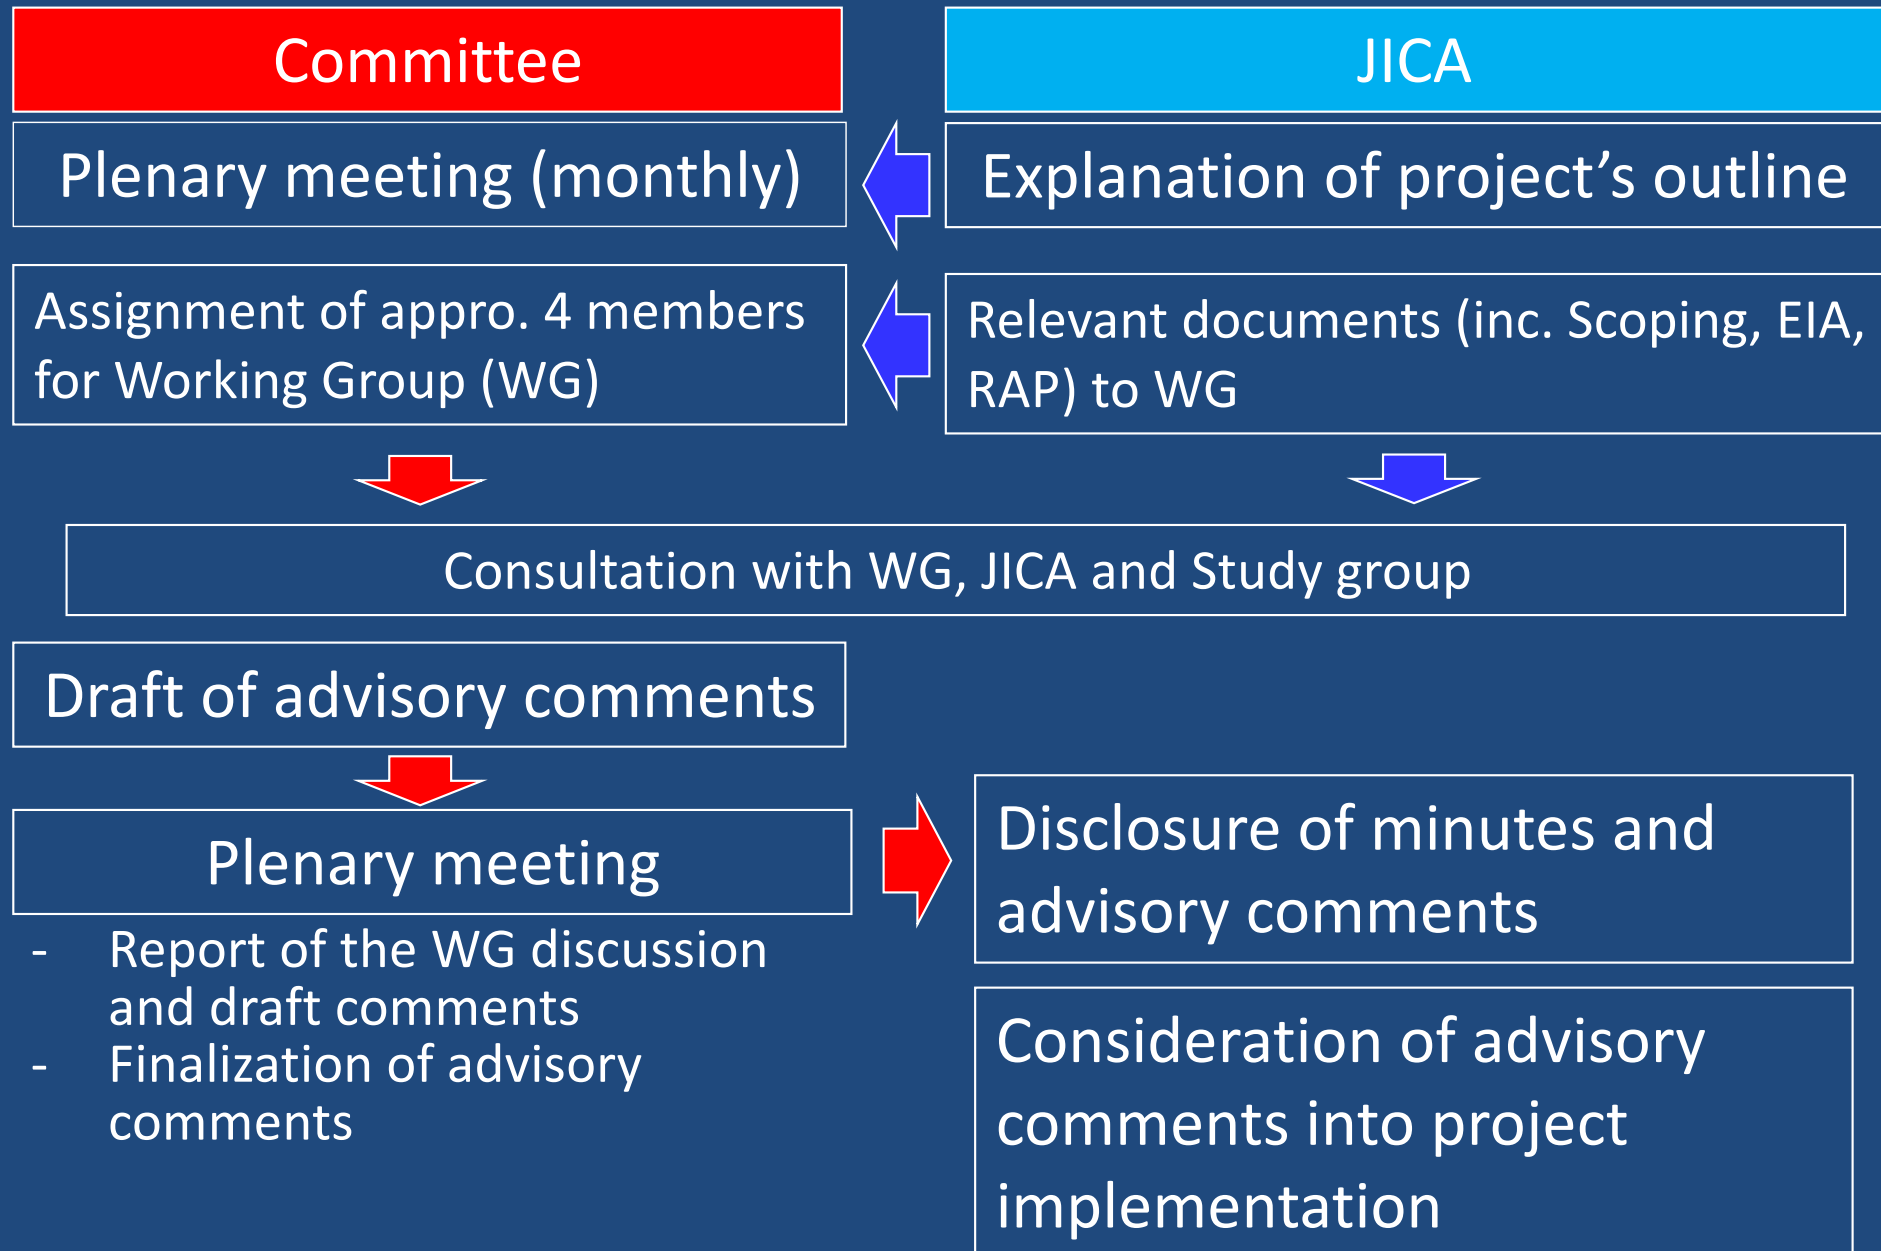 Committee
JICA
Plenary meeting (monthly)
Explanation of project’s outline
Assignment of appro. 4 members
for Working Group (WG)
Relevant documents (inc. Scoping, EIA,
RAP) to WG
Consultation with WG, JICA and Study group
Draft of advisory comments
Plenary meeting
- Report of the WG discussion
and draft comments
- Finalization of advisory
comments
Disclosure of minutes and
advisory comments
Consideration of advisory
comments into project
implementation